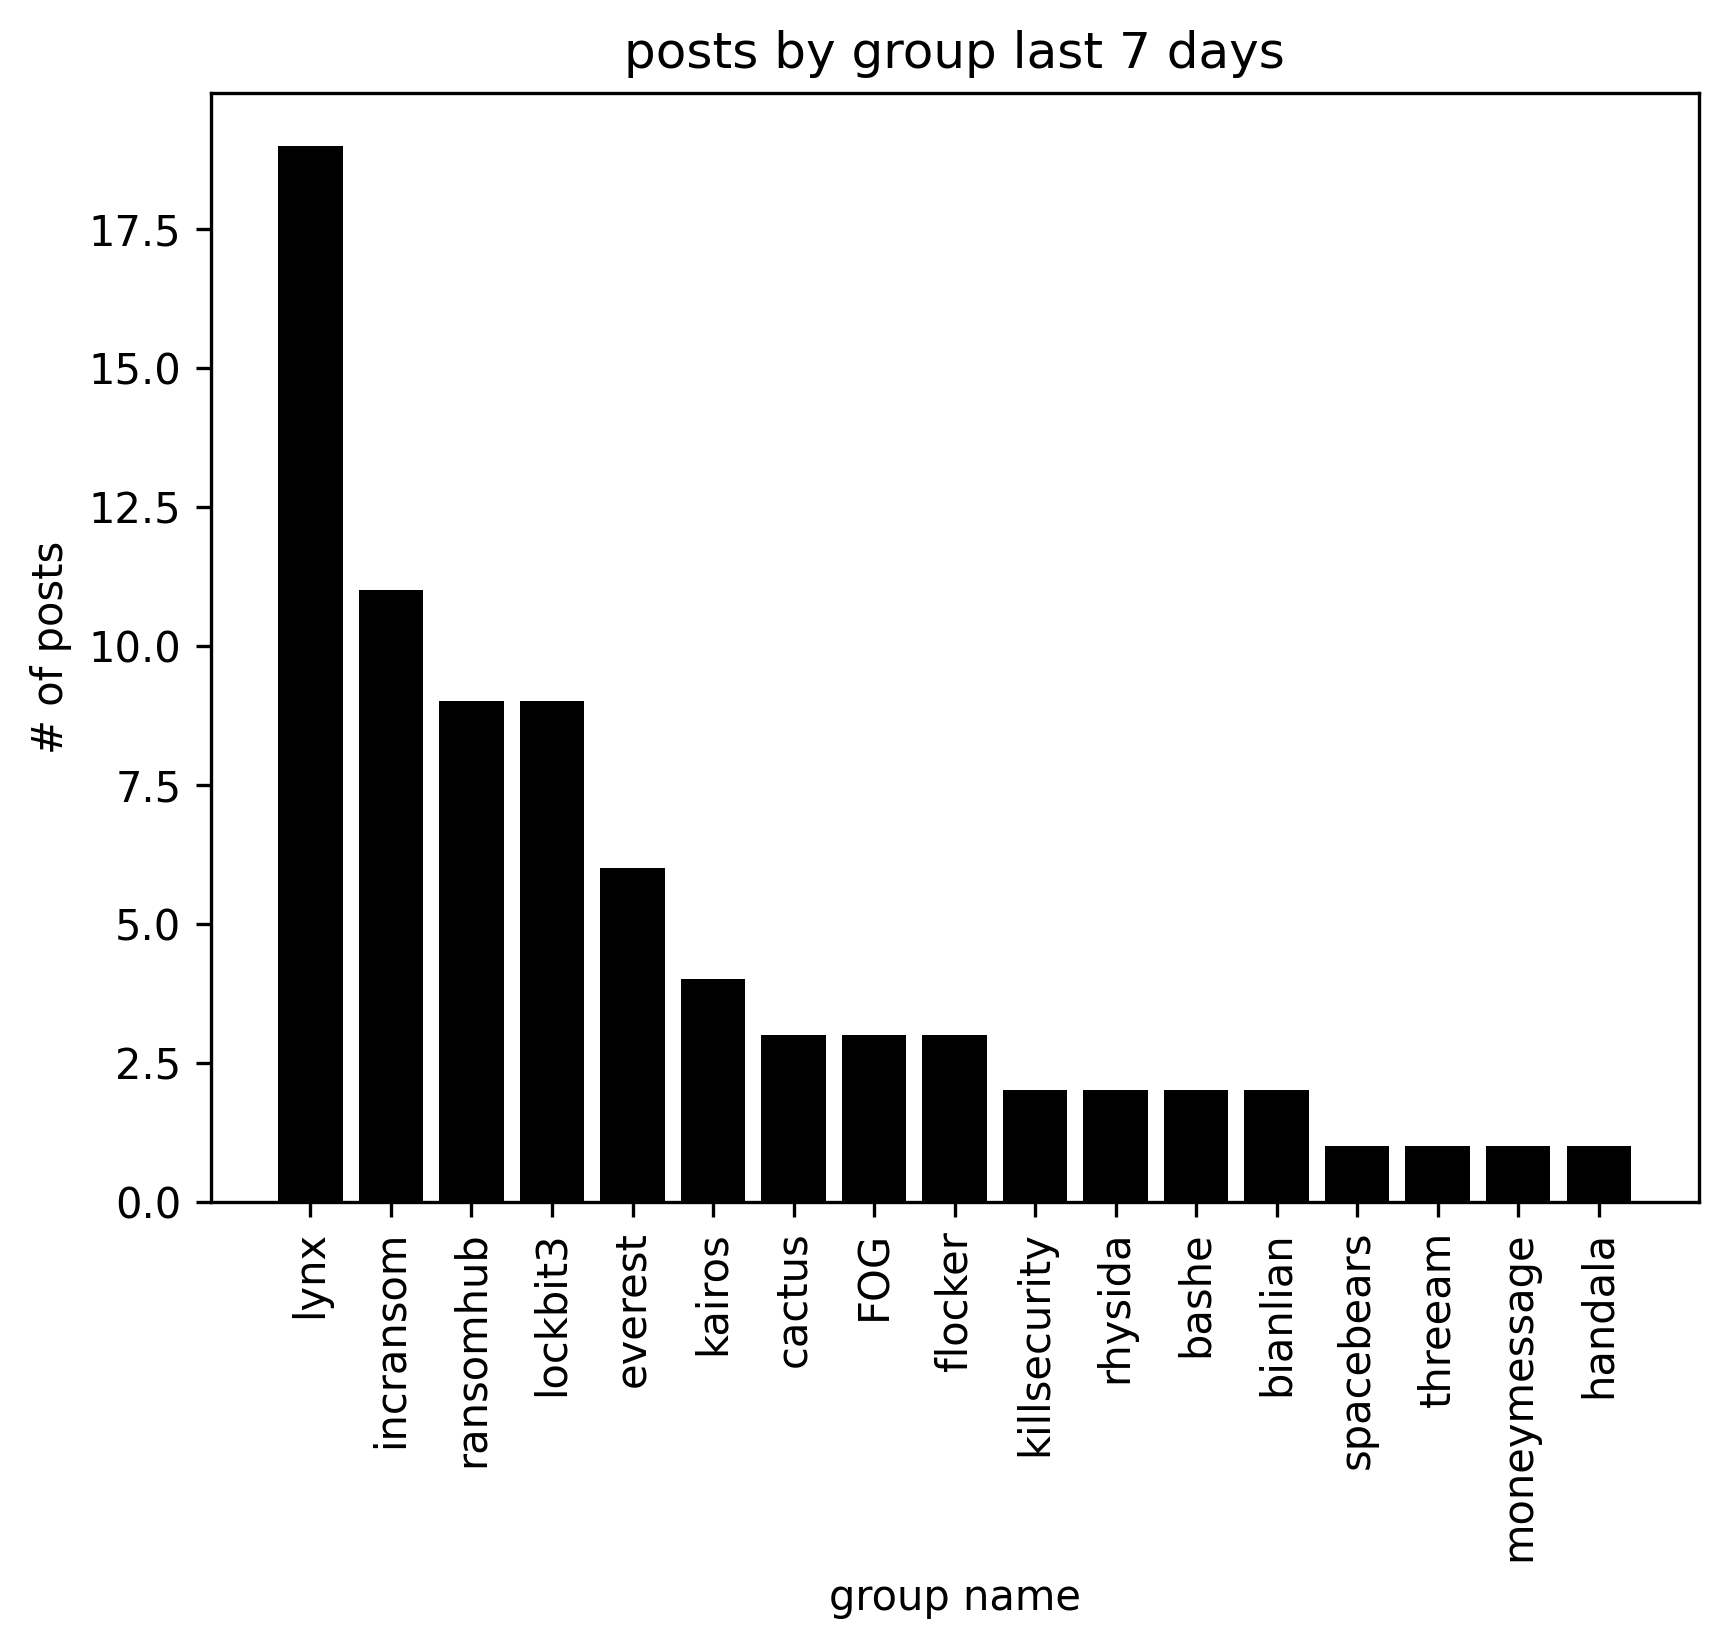 posts by group last 7 days
# of posts
17.5
15.0
12.5
10.0
7.5
5.0
2.5
0.0
lynx
incransom
ransomhub
lockbit3
everest
kairos
cactus
FOG
flocker
killsecurity
rhysida
bashe
bianlian
spacebears
threeam
moneymessage
handala
group name